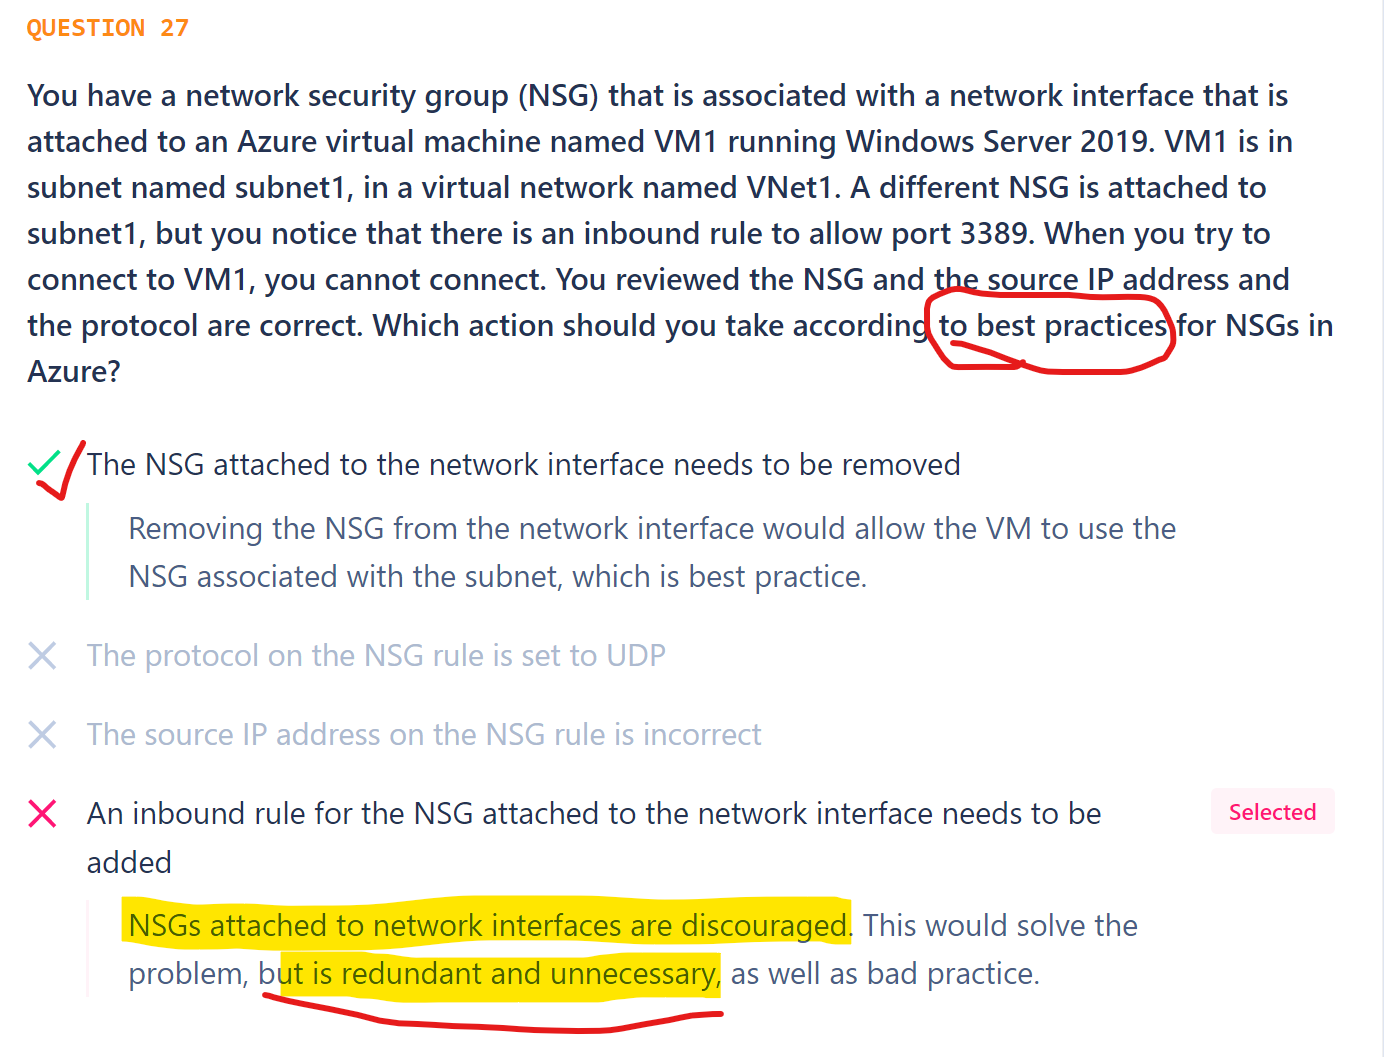 QUESTION 27
You have a network security group (NSG) that is associated with a network interface that is
attached to an Azure virtual machine named VM1 running Windows Server 2019. VM1 is in
subnet named subnet1, in a virtual network named VNet1. A different NSG is attached to
subnet1, but you notice that there is an inbound rule to allow port 3389. When you try to
connect to VM1, you cannot connect. You reviewed the NSG and the source IP address and
the protocol are correct. Which action should you take according to best practices for NSGs in
Azure?
The NSG attached to the network interface needs to be removed
Removing the NSG from the network interface would allow the VM to use the
NSG associated with the subnet, which is best practice.
The protocol on the NSG rule is set to UDP
The source IP address on the NSG rule is incorrect
An inbound rule for the NSG attached to the network interface needs to be
added
Selected
NSGs attached to network interfaces are discouraged. This would solve the
problem, but is redundant and unnecessary, as well as bad practice.